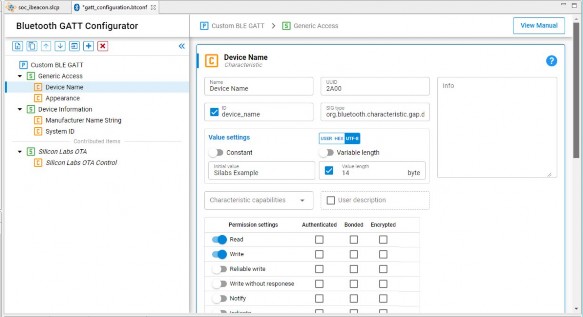 soc_ibeacon.slcp
*gatt_configuration.btconf
Bluetooth GATT Configurator
Custom BLE GATT > Generic Access
View Manual
Custom BLE GATT
Generic Access
Device Name
Appearance
Device Information
Manufacturer Name String
System ID
Contributed Items
Silicon Labs OTA
Silicon Labs OTA Control
Device Name
Characteristic
Name
Device Name
UUID
2A00
Info
ID
device_name
SIG type
org.bluetooth.characteristic.gap.d
Value settings
USER HEX UTF-8
Constant
Variable length
Initial value
Silabs Example
Value length
14 byte
Characteristic capabilities
User description
Permission settings Authenticated Bonded Encrypted
Read
Write
Reliable write
Write without response
Notify
Indicate